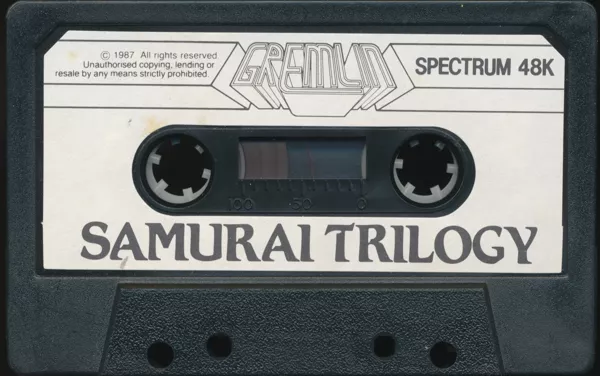 © 1987 All rights reserved.
Unauthorised copying, lending or
resale by any means strictly prohibited.
GREMLIN
SPECTRUM 48K
100 50 0
SAMURAI TRILOGY